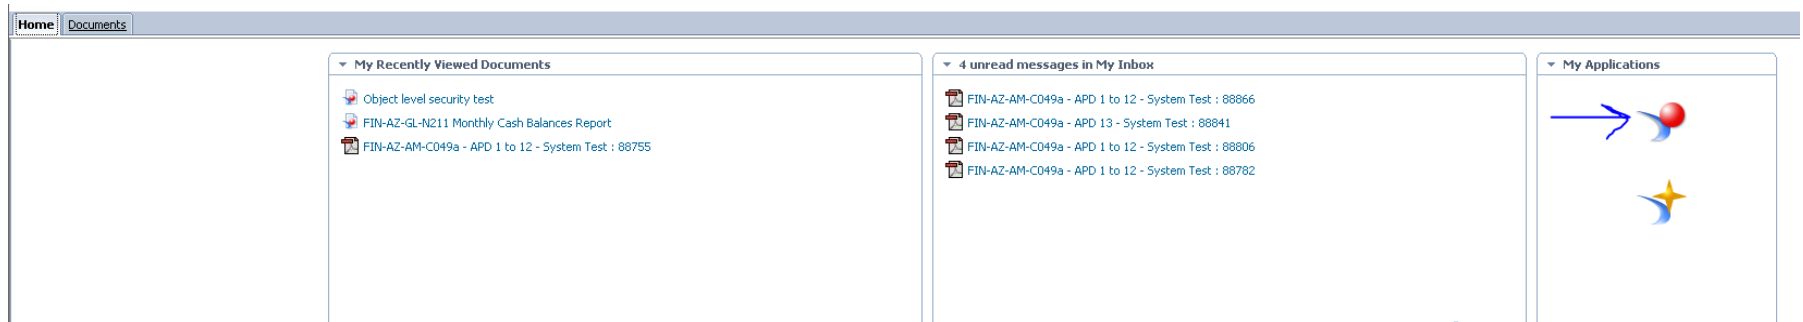 Home Documents
My Recently Viewed Documents
Object level security test
FIN-AZ-GL-N211 Monthly Cash Balances Report
FIN-AZ-AM-C049a - APD 1 to 12 - System Test : 88755
4 unread messages in My Inbox
FIN-AZ-AM-C049a - APD 1 to 12 - System Test : 88866
FIN-AZ-AM-C049a - APD 13 - System Test : 88841
FIN-AZ-AM-C049a - APD 1 to 12 - System Test : 88806
FIN-AZ-AM-C049a - APD 1 to 12 - System Test : 88782
My Applications